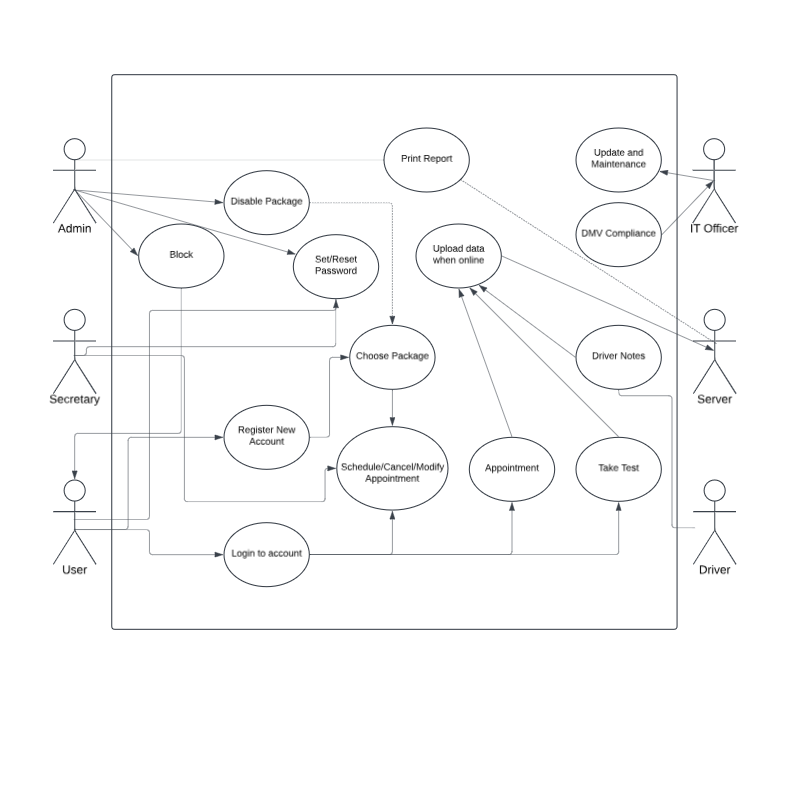 Print Report
Update and
Maintenance
Disable Package
Admin
IT Officer
DMV Compliance
Block
Set/Reset
Password
Upload data
when online
Choose Package
Driver Notes
Secretary
Server
Register New
Account
Schedule/Cancel/Modify
Appointment
Appointment
Take Test
Login to account
User
Driver